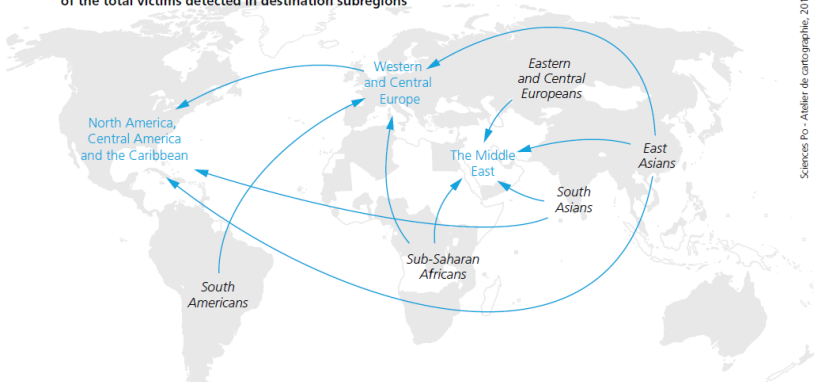 of the total victims detected in destination subregions
Western
and Central
Europe
Eastern
and Central
Europeans
North America,
Central America
and the Caribbean
The Middle
East
East
Asians
South
Asians
Sub-Saharan
Africans
South
Americans
Sciences Po - Atelier de cartographie, 201